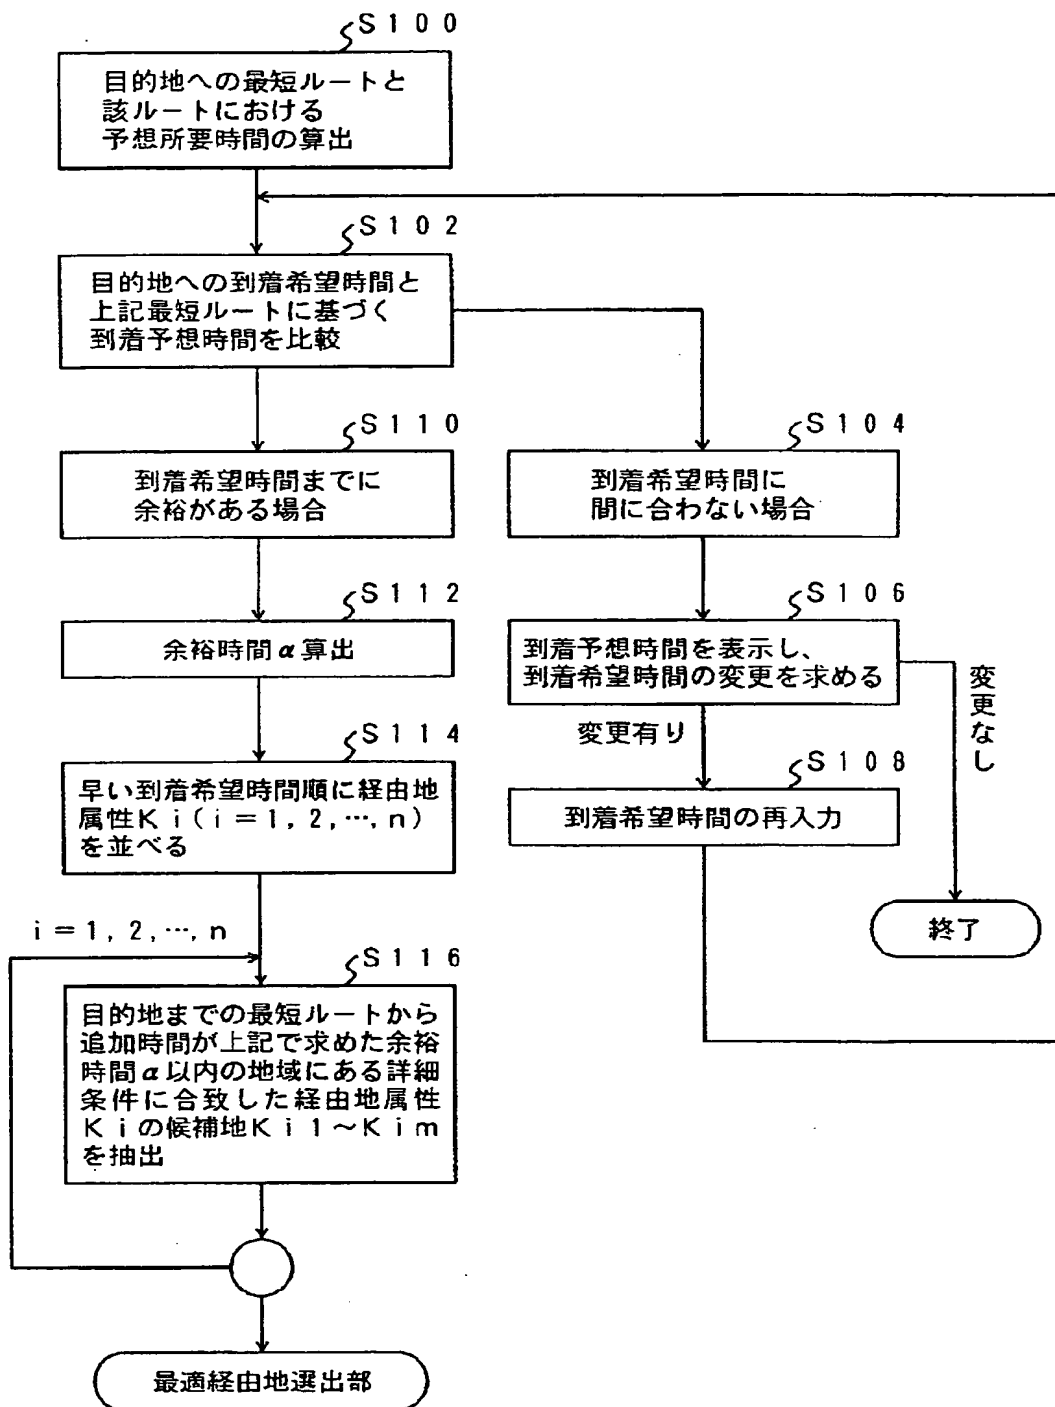 S100
目的地への最短ルートと
該ルートにおける
予想所要時間の算出
S102
目的地への到着希望時間と
上記最短ルートに基づく
到着予想時間を比較
S110
到着希望時間までに
余裕がある場合
S104
到着希望時間に
間に合わない場合
S112
余裕時間α算出
S106
到着予想時間を表示し、
到着希望時間の変更を求める
変更なし
変更有り
S114
早い到着希望時間順に経由地
属性Ki(i=1,2,…,n)
を並べる
S108
到着希望時間の再入力
終了
i=1,2,…,n
S116
目的地までの最短ルートから
追加時間が上記で求めた余裕
時間α以内の地域にある詳細
条件に合致した経由地属性
Kiの候補地Ki1～Kim
を抽出
最適経由地選出部